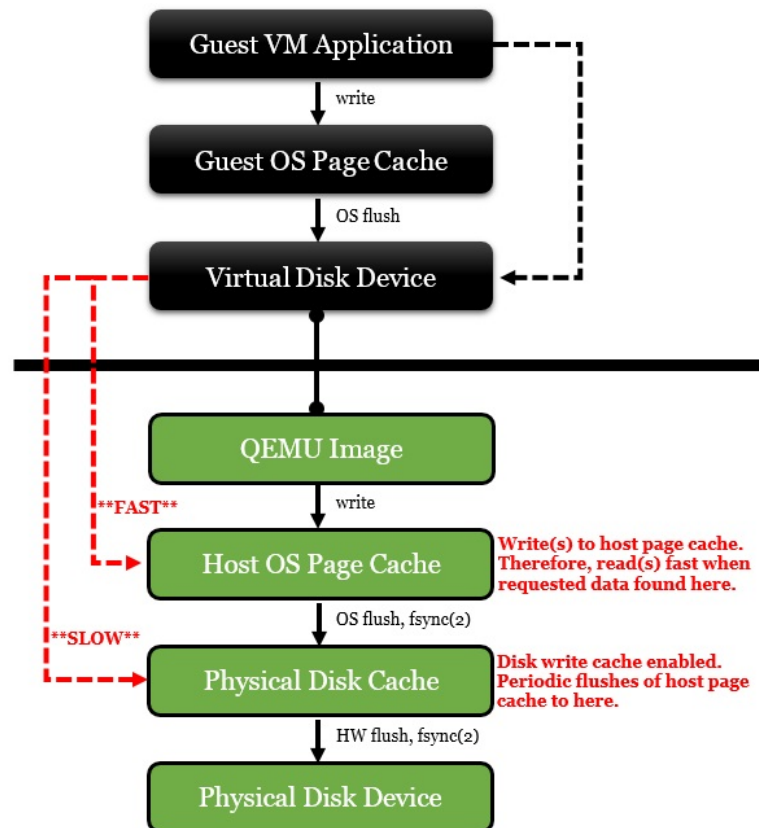 Guest VM Application
write
Guest OS Page Cache
OS flush
Virtual Disk Device
QEMU Image
write
**FAST**
Host OS Page Cache
Write(s) to host page cache.
Therefore, read(s) fast when
requested data found here.
OS flush, fsync(2)
**SLOW**
Physical Disk Cache
Disk write cache enabled.
Periodic flushes of host page
cache to here.
HW flush, fsync(2)
Physical Disk Device